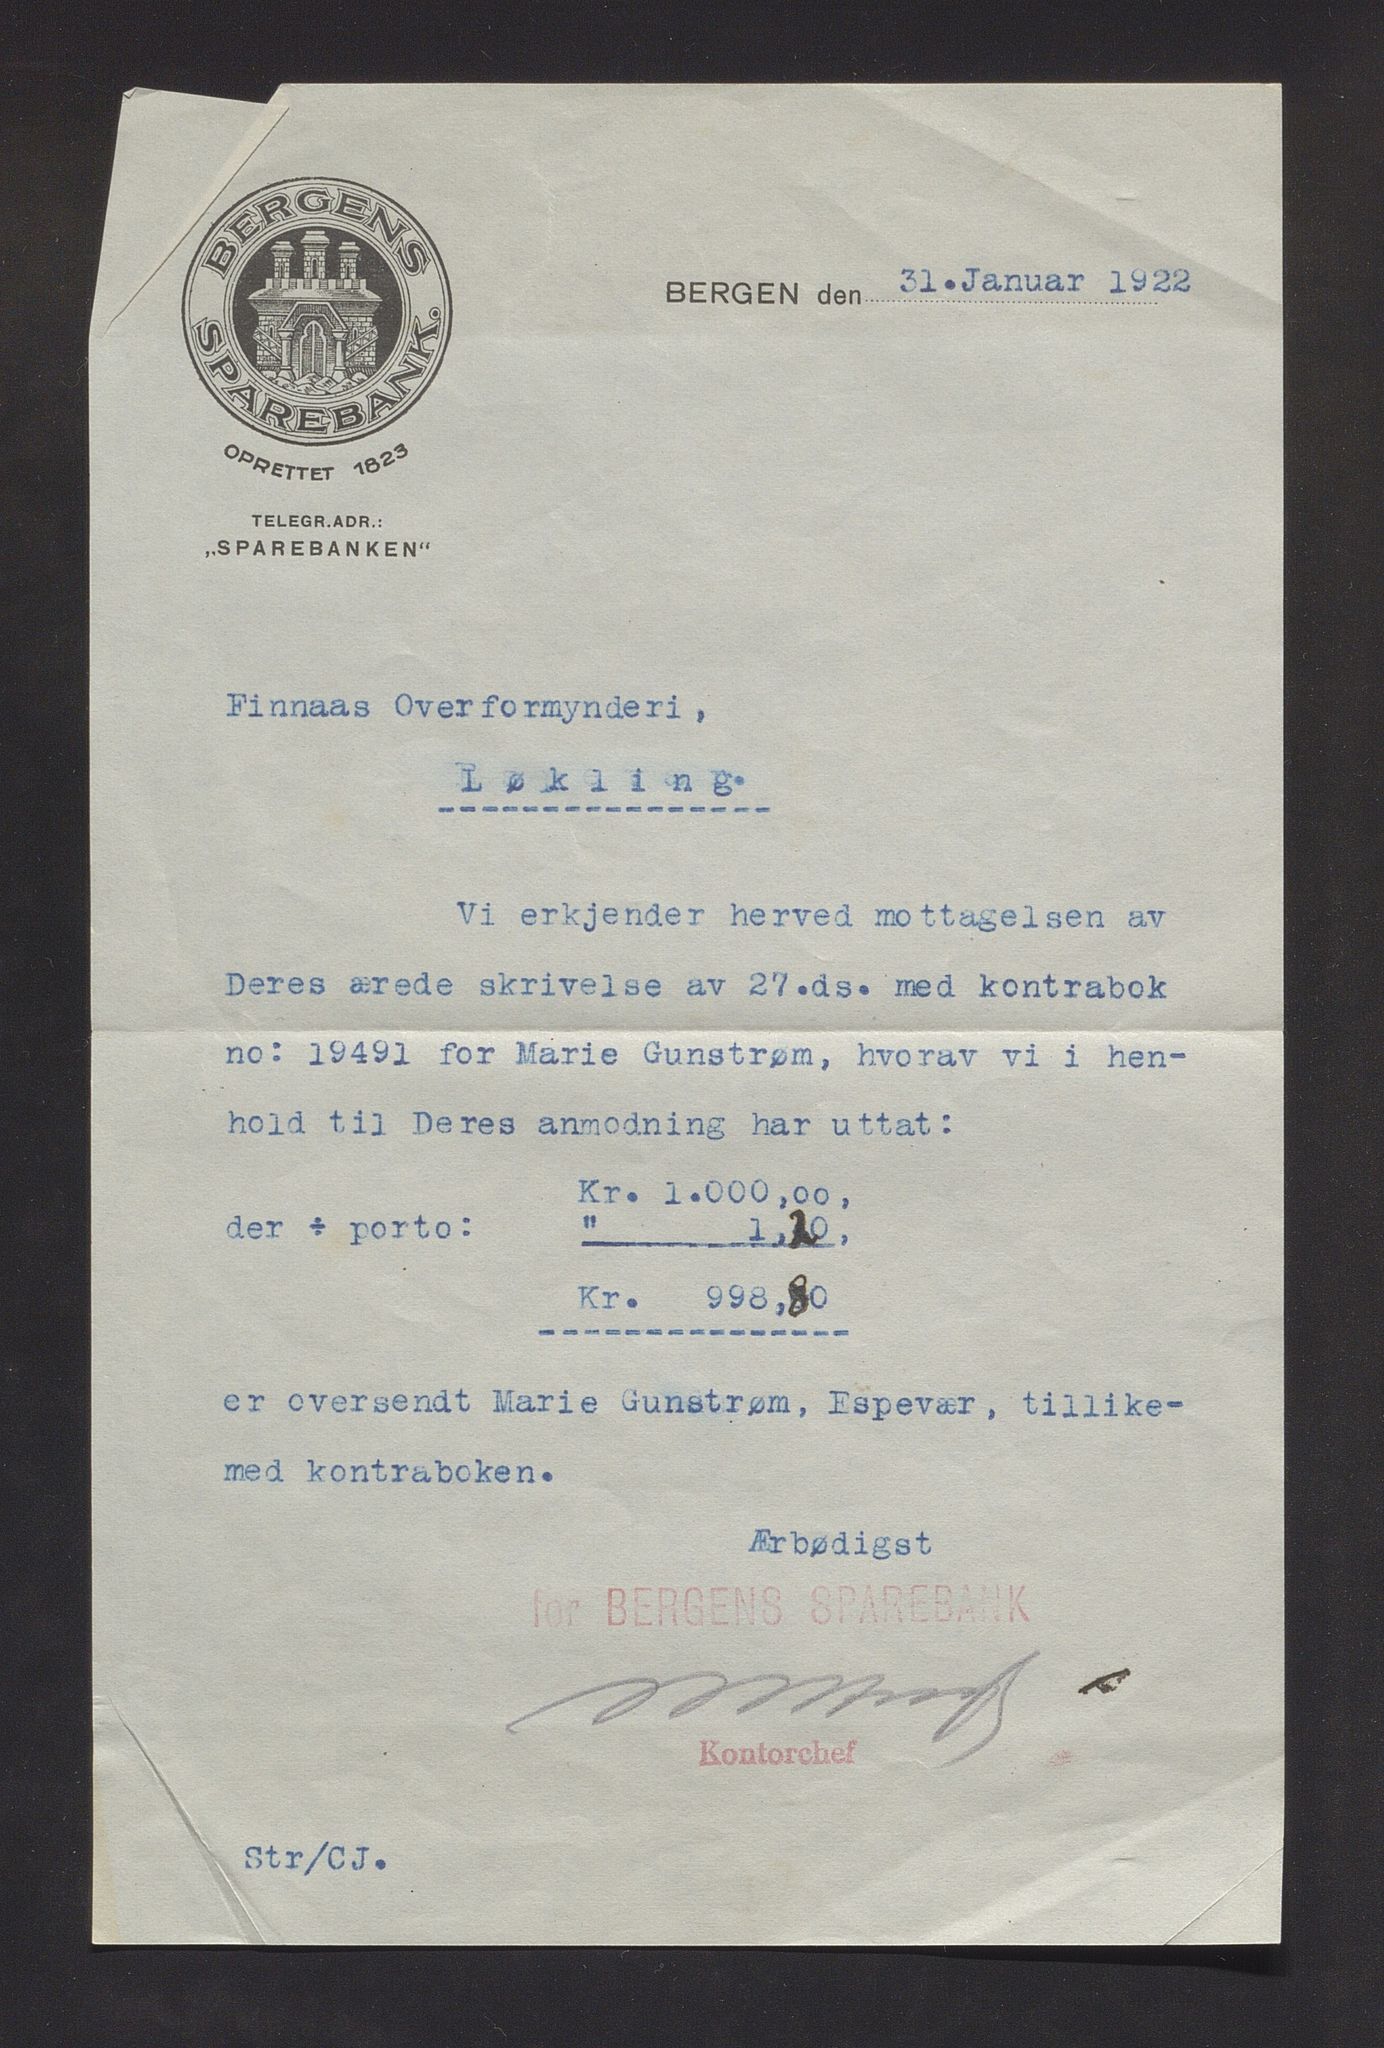 BERGENS
SPAREBANK.
OPRETTET 1823
TELEGR.ADR.:
„SPAREBANKEN“
BERGEN den 31.Januar 1922
Finnaas Overformynderi,
Løkling.
Vi erkjender herved mottagelsen av
Deres ærede skrivelse av 27.ds. med kontrabok
no: 19491 for Marie Gunstrøm, hvorav vi i hen-
hold til Deres anmodning har uttat:
Kr. 1.000,oo,
der ÷ porto: " 1,20,
Kr. 998,80
er oversendt Marie Gunstrøm, Espevær, tillike-
med kontraboken.
Ærbødigst
for BERGENS SPAREBANK
Kontorchef
Str/CJ.